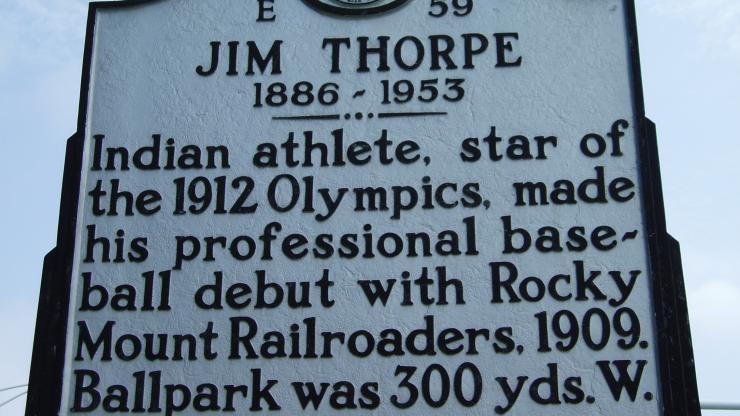 E 59
JIM THORPE
1886 ~ 1953
Indian athlete, star of
the 1912 Olympics, made
his professional base~
ball debut with Rocky
Mount Railroaders, 1909.
Ballpark was 300 yds. W.